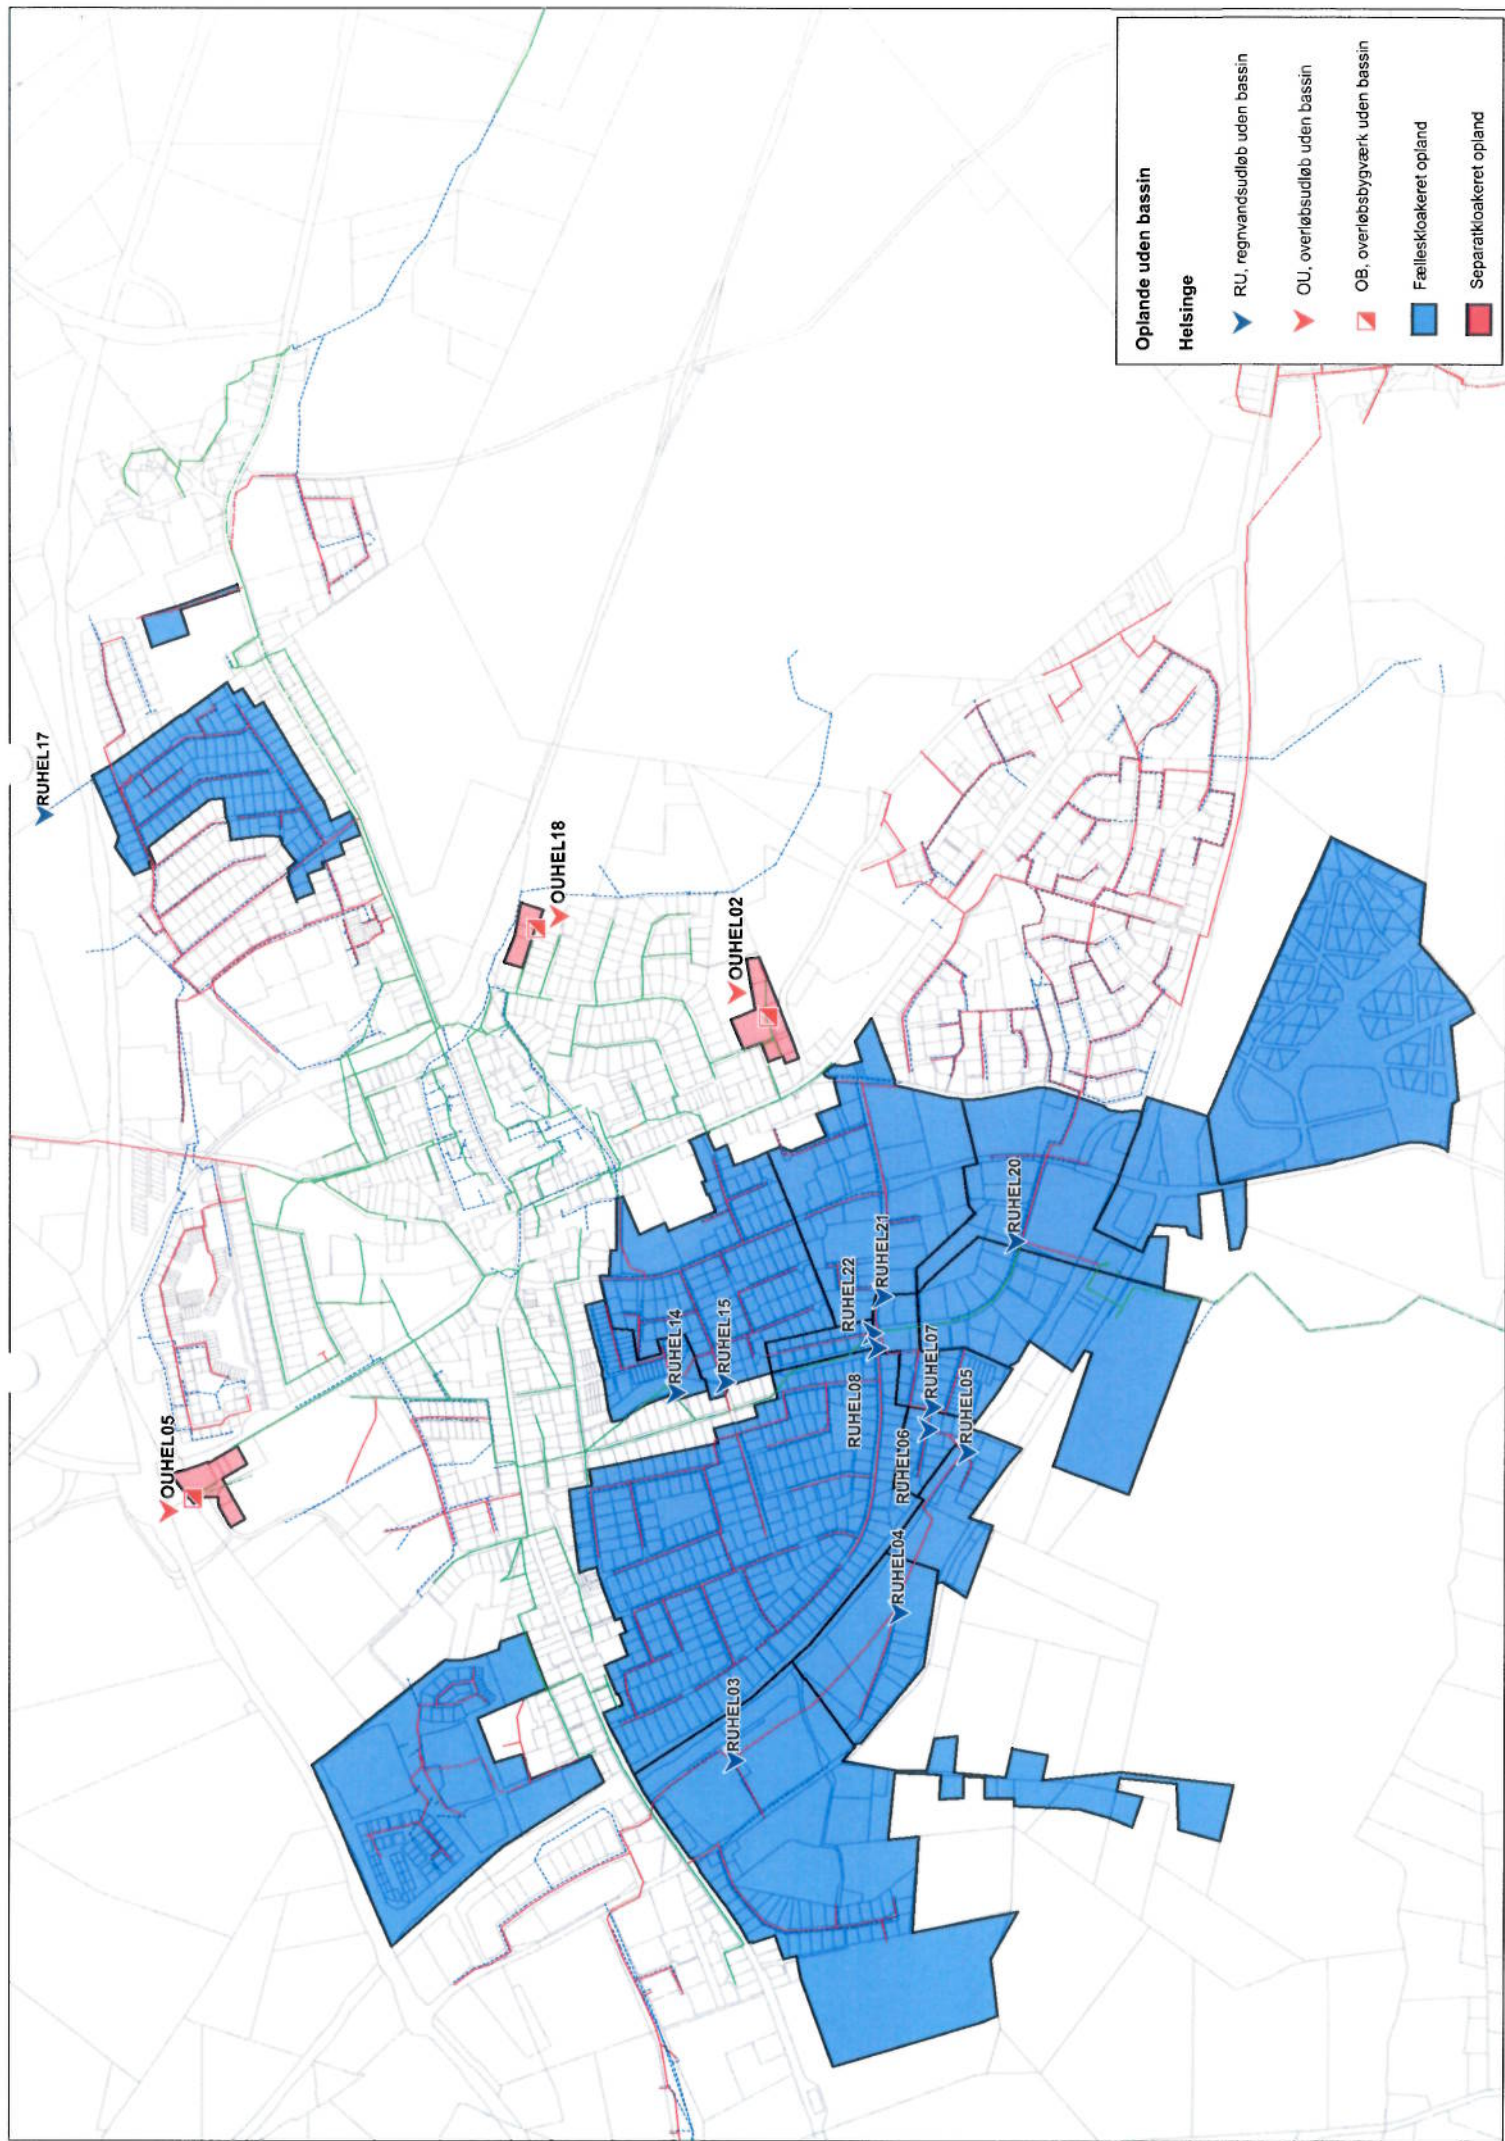 Oplande uden bassin
Helsinge
RU, regnvandsudløb uden bassin
OU, overløbsudløb uden bassin
OB, overløbsbygværk uden bassin
Fælleskloakeret opland
Separatkloakeret opland
OUHEL05
RUHEL17
OUHEL18
OUHEL02
RUHEL14
RUHEL15
RUHEL22
RUHEL21
RUHEL20
RUHEL08
RUHEL07
RUHEL06
RUHEL05
RUHEL04
RUHEL03